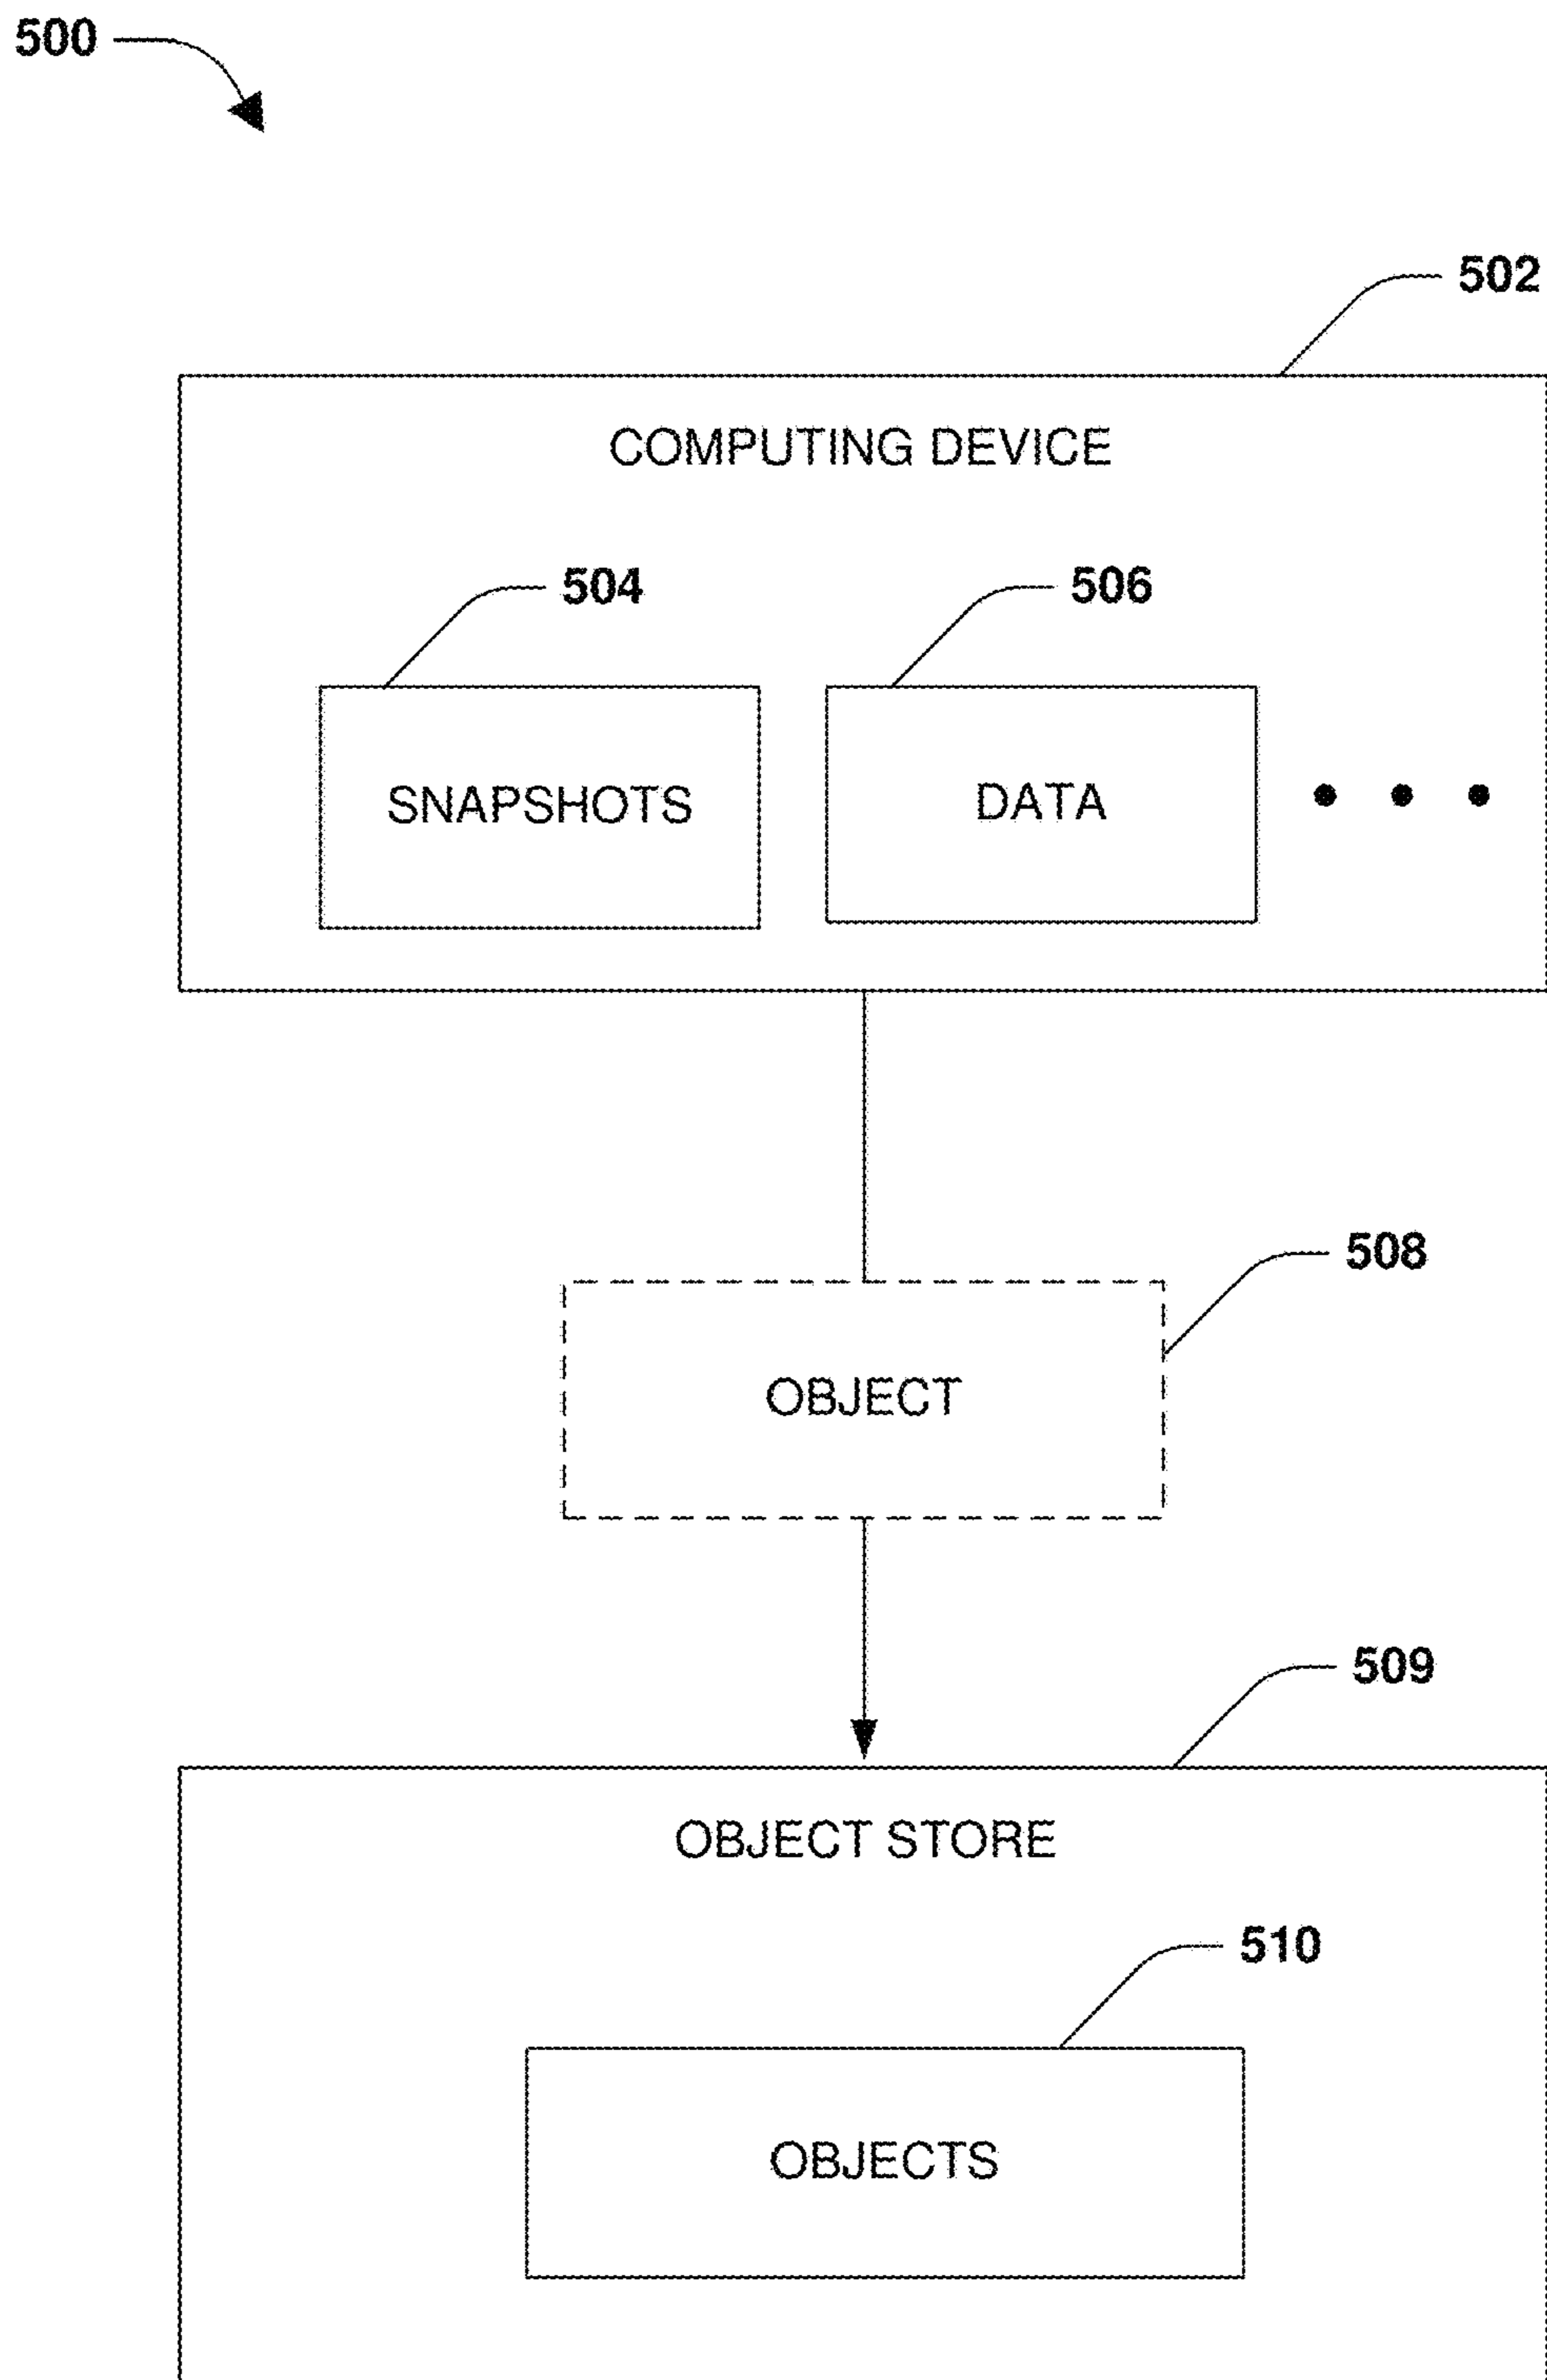 500
502
COMPUTING DEVICE
504
506
SNAPSHOTS
DATA
508
OBJECT
509
OBJECT STORE
510
OBJECTS